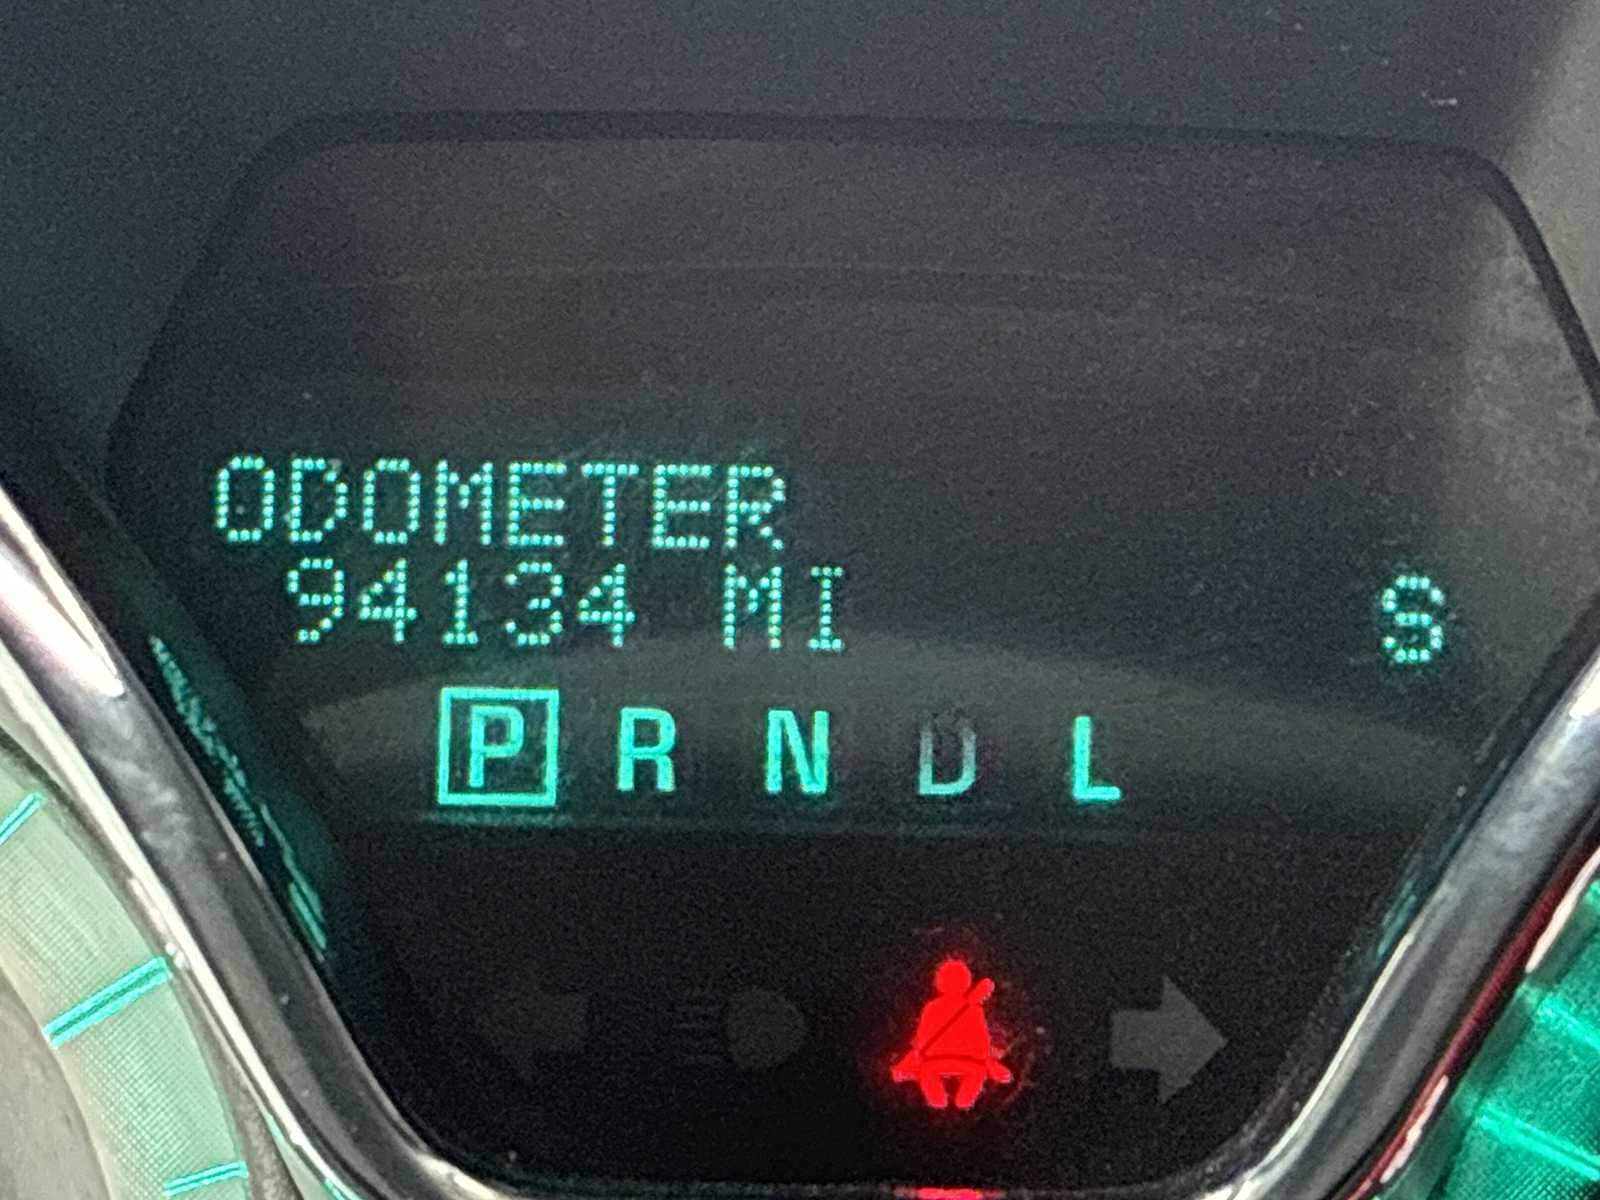 ODOMETER
94134 MI S
P R N D L